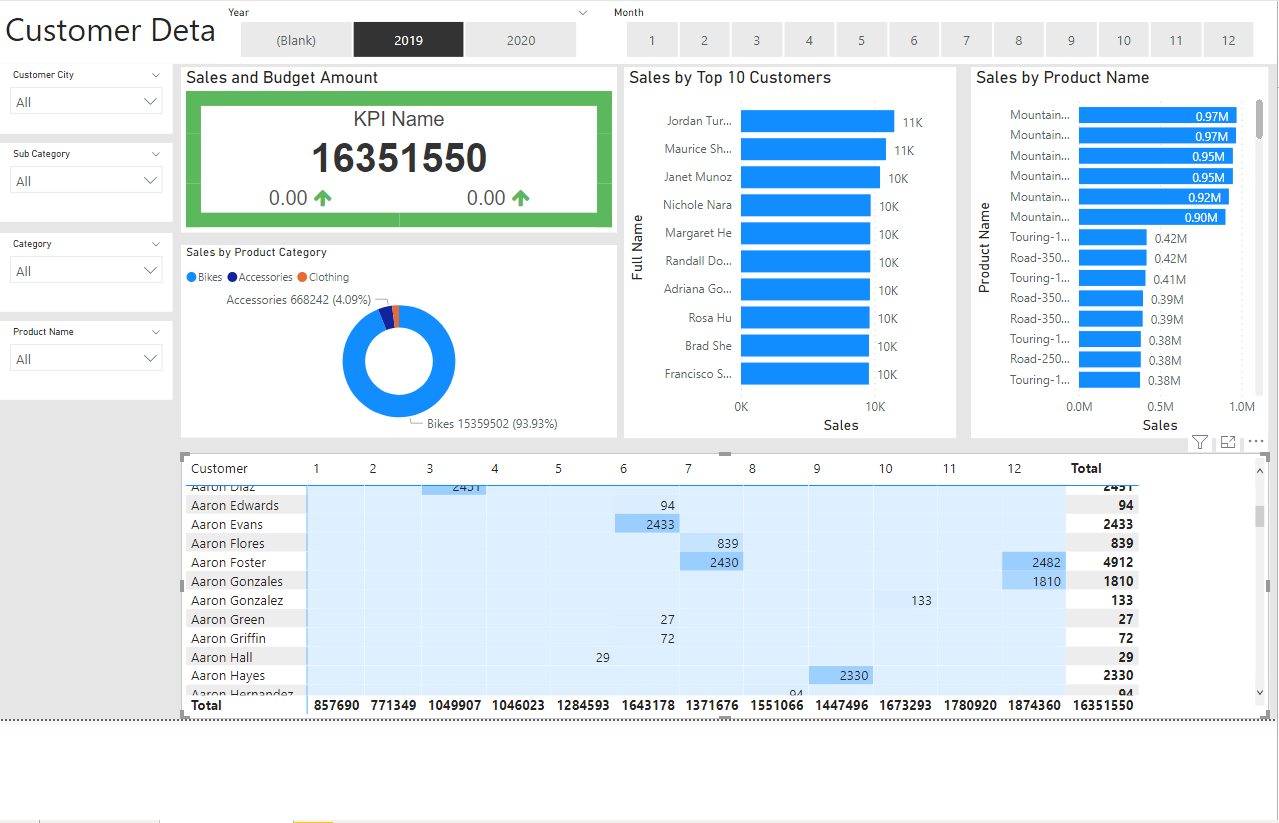 Customer Deta
Year
(Blank) 2019 2020
Month
1 2 3 4 5 6 7 8 9 10 11 12
Customer City
All
Sub Category
All
Category
All
Product Name
All
Sales and Budget Amount
KPI Name
16351550
0.00 0.00
Sales by Product Category
Bikes Accessories Clothing
Accessories 668242 (4.09%)
Bikes 15359502 (93.93%)
Sales by Top 10 Customers
Full Name
Jordan Tur... 11K
Maurice Sh... 11K
Janet Munoz 10K
Nichole Nara 10K
Margaret He 10K
Randall Do... 10K
Adriana Go... 10K
Rosa Hu 10K
Brad She 10K
Francisco S... 10K
0K 10K
Sales
Sales by Product Name
Product Name
Mountain... 0.97M
Mountain... 0.97M
Mountain... 0.95M
Mountain... 0.95M
Mountain... 0.92M
Mountain... 0.90M
Touring-1... 0.42M
Road-350... 0.42M
Touring-1... 0.41M
Road-350... 0.39M
Road-350... 0.39M
Touring-1... 0.38M
Road-250... 0.38M
Touring-1... 0.38M
0.0M 0.5M 1.0M
Sales
Customer 1 2 3 4 5 6 7 8 9 10 11 12 Total
Aaron Diaz 2451 2451
Aaron Edwards 94 94
Aaron Evans 2433 2433
Aaron Flores 839 839
Aaron Foster 2430 2482 4912
Aaron Gonzales 1810 1810
Aaron Gonzalez 133 133
Aaron Green 27 27
Aaron Griffin 72 72
Aaron Hall 29 29
Aaron Hayes 2330 2330
Aaron Hernandez 94 94
Total 857690 771349 1049907 1046023 1284593 1643178 1371676 1551066 1447496 1673293 1780920 1874360 16351550